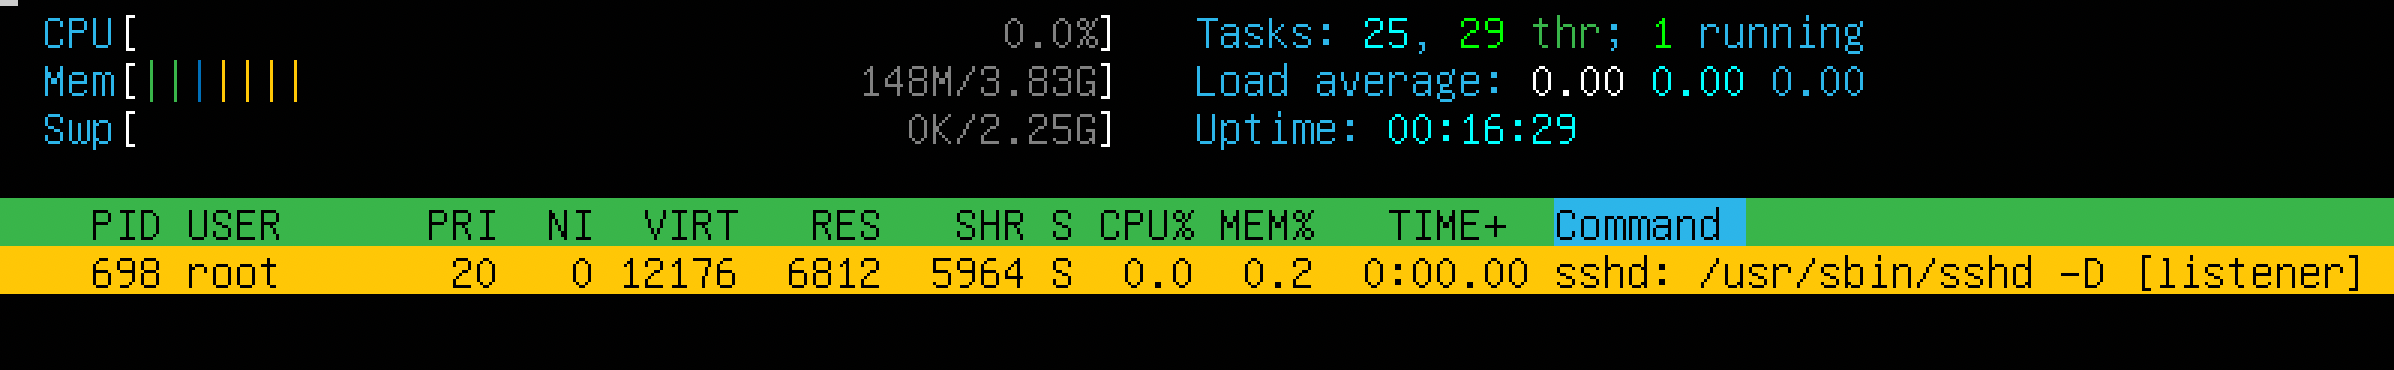 CPU[ 0.0%] Tasks: 25, 29 thr; 1 running
Mem[||||||| 148M/3.83G] Load average: 0.00 0.00 0.00
Swp[ 0K/2.25G] Uptime: 00:16:29
PID USER PRI NI VIRT RES SHR S CPU% MEM% TIME+ Command
698 root 20 0 12176 6812 5964 S 0.0 0.2 0:00.00 sshd: /usr/sbin/sshd -D [listener]